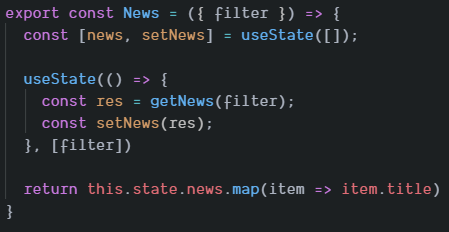 export const News = ({ filter }) => {
  const [news, setNews] = useState([]);

  useState(() => {
    const res = getNews(filter);
    const setNews(res);
  }, [filter])

  return this.state.news.map(item => item.title)
}